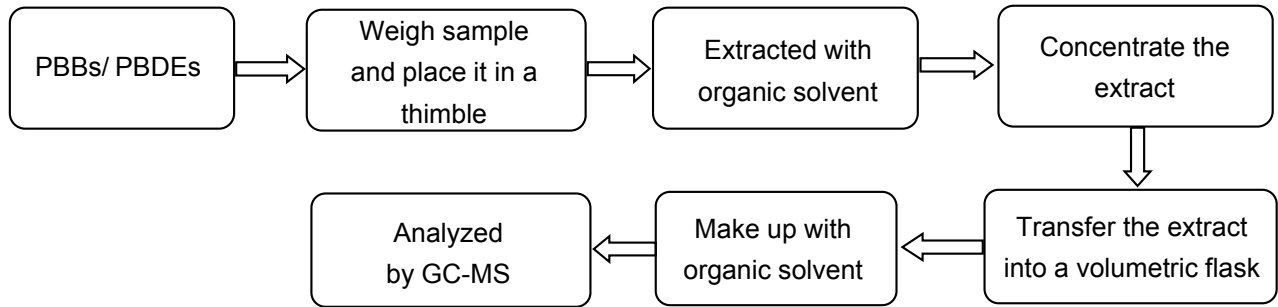 PBBs/ PBDEs
Weigh sample
and place it in a
thimble
Extracted with
organic solvent
Concentrate the
extract
Transfer the extract
into a volumetric flask
Make up with
organic solvent
Analyzed
by GC-MS